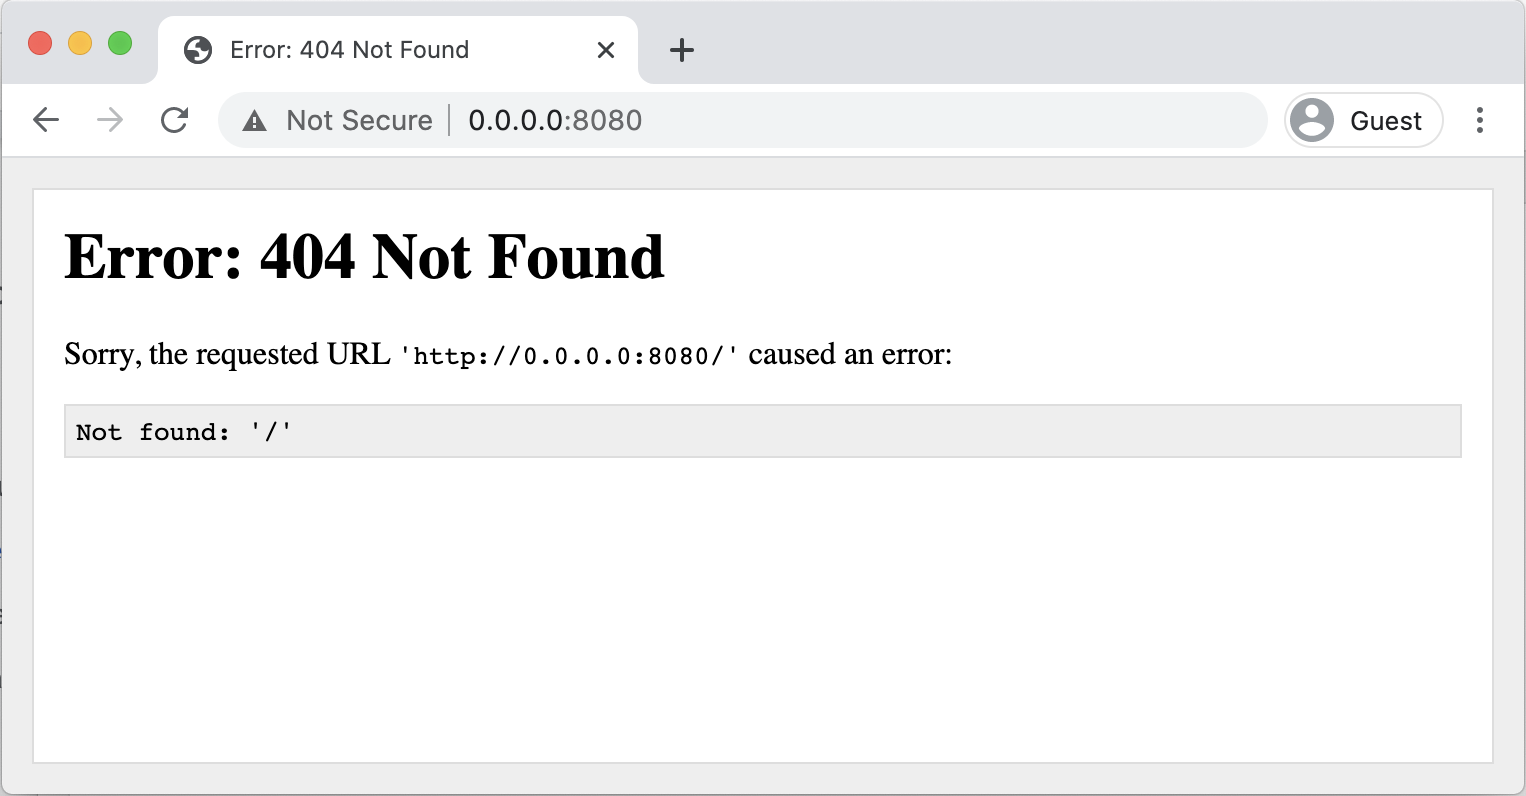 Error: 404 Not Found
Not Secure 0.0.0.0:8080 Guest
Error: 404 Not Found
Sorry, the requested URL 'http://0.0.0.0:8080/' caused an error:
Not found: '/'